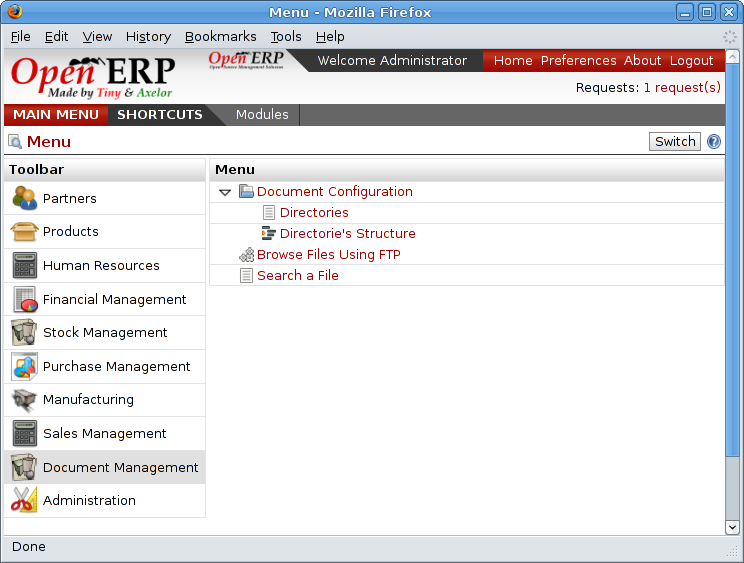 Menu - Mozilla Firefox
File Edit View History Bookmarks Tools Help
Open ERP
Made by Tiny & Axelor
Open ERP
Open Source Management Solution
Welcome Administrator
Home Preferences About Logout
Requests: 1 request(s)
MAIN MENU SHORTCUTS Modules
Menu
Switch
?
Toolbar
Partners
Products
Human Resources
Financial Management
Stock Management
Purchase Management
Manufacturing
Sales Management
Document Management
Administration
Menu
Document Configuration
Directories
Directorie's Structure
Browse Files Using FTP
Search a File
Done